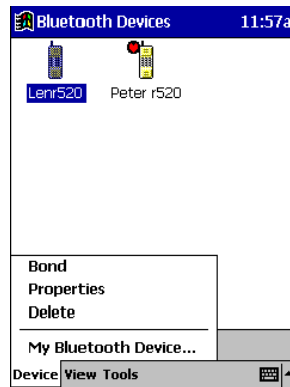 Bluetooth Devices 11:57a
Lenr520 Peter r520
Bond
Properties
Delete
My Bluetooth Device...
Device View Tools